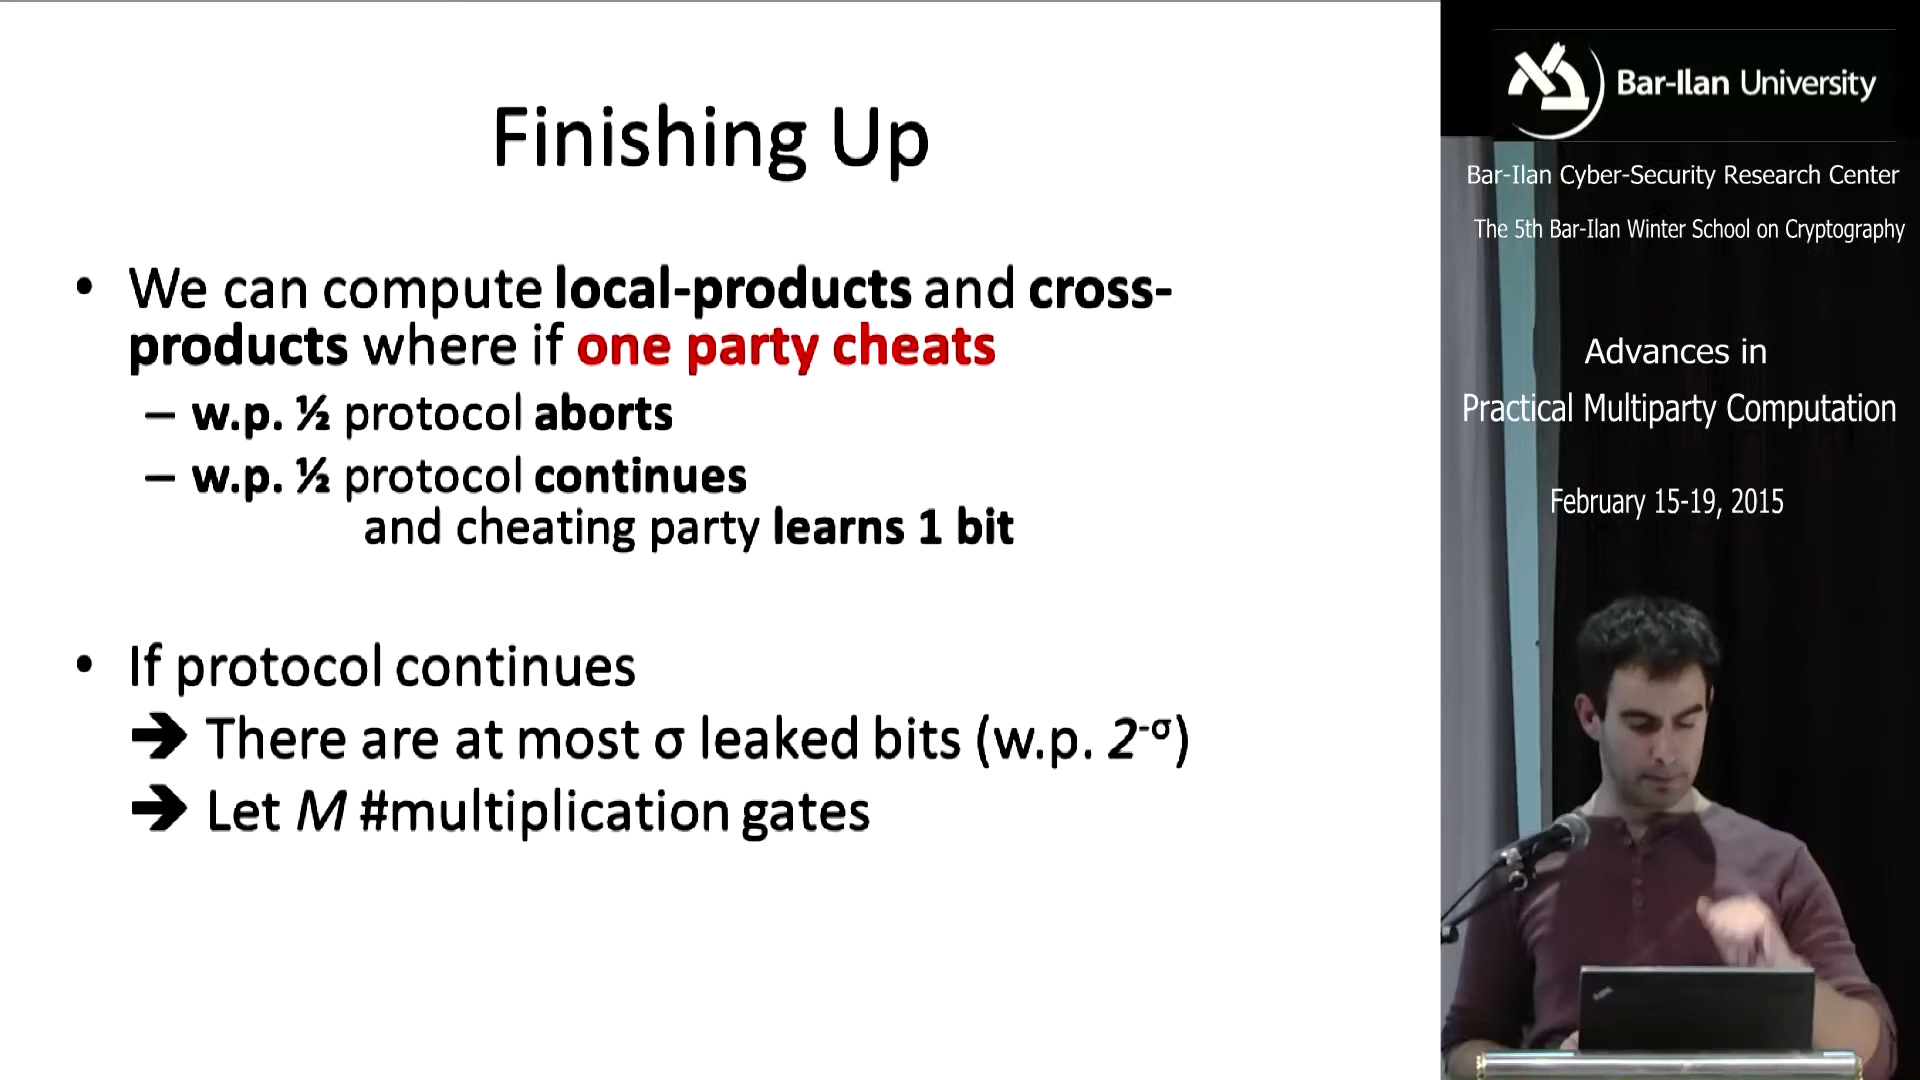 Finishing Up
• We can compute local-products and cross-
products where if one party cheats
– w.p. ½ protocol aborts
– w.p. ½ protocol continues
and cheating party learns 1 bit
• If protocol continues
➔ There are at most σ leaked bits (w.p. 2^-σ)
➔ Let M #multiplication gates
Bar-Ilan University
Bar-Ilan Cyber-Security Research Center
The 5th Bar-Ilan Winter School on Cryptography
Advances in
Practical Multiparty Computation
February 15-19, 2015